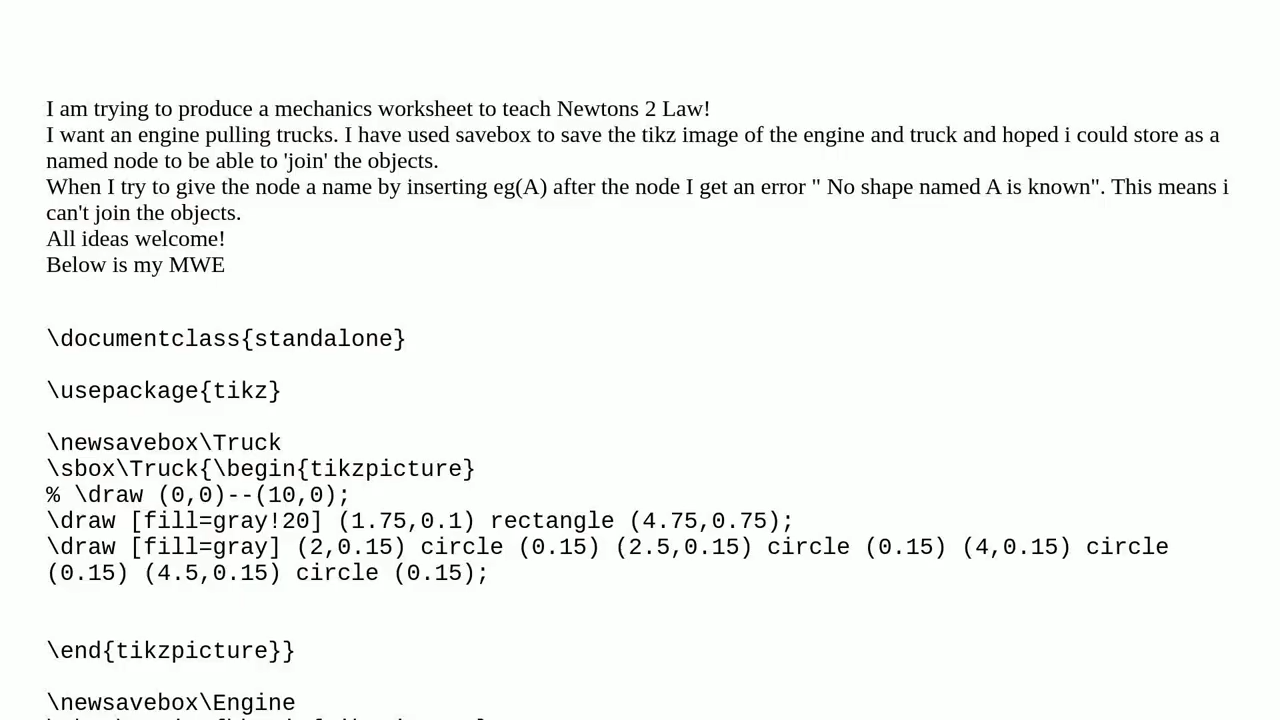 I am trying to produce a mechanics worksheet to teach Newtons 2 Law!
I want an engine pulling trucks. I have used savebox to save the tikz image of the engine and truck and hoped i could store as a
named node to be able to 'join' the objects.
When I try to give the node a name by inserting eg(A) after the node I get an error " No shape named A is known". This means i
can't join the objects.
All ideas welcome!
Below is my MWE
\documentclass{standalone}
\usepackage{tikz}
\newsavebox\Truck
\sbox\Truck{\begin{tikzpicture}
% \draw (0,0)--(10,0);
\draw [fill=gray!20] (1.75,0.1) rectangle (4.75,0.75);
\draw [fill=gray] (2,0.15) circle (0.15) (2.5,0.15) circle (0.15) (4,0.15) circle
(0.15) (4.5,0.15) circle (0.15);
\end{tikzpicture}}
\newsavebox\Engine